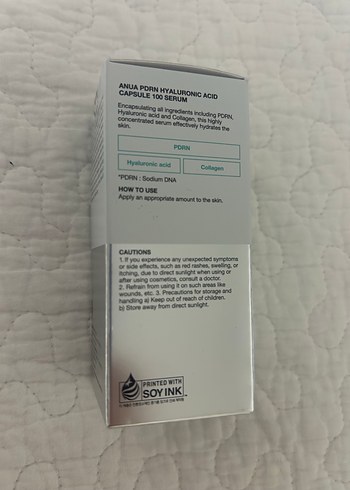 ANUA PDRN HYALURONIC ACID
CAPSULE 100 SERUM
Encapsulating all ingredients including PDRN,
Hyaluronic acid and Collagen, this highly
concentrated serum effectively hydrates the
skin.
PDRN
Hyaluronic acid
Collagen
*PDRN : Sodium DNA
HOW TO USE
Apply an appropriate amount to the skin.
CAUTIONS
1. If you experience any unexpected symptoms
or side effects, such as red rashes, swelling, or
itching, due to direct sunlight when using or
after using cosmetics, consult a doctor.
2. Refrain from using it on such areas like
wounds, etc. 3. Precautions for storage and
handling a) Keep out of reach of children.
b) Store away from direct sunlight.
PRINTED WITH
SOY INK